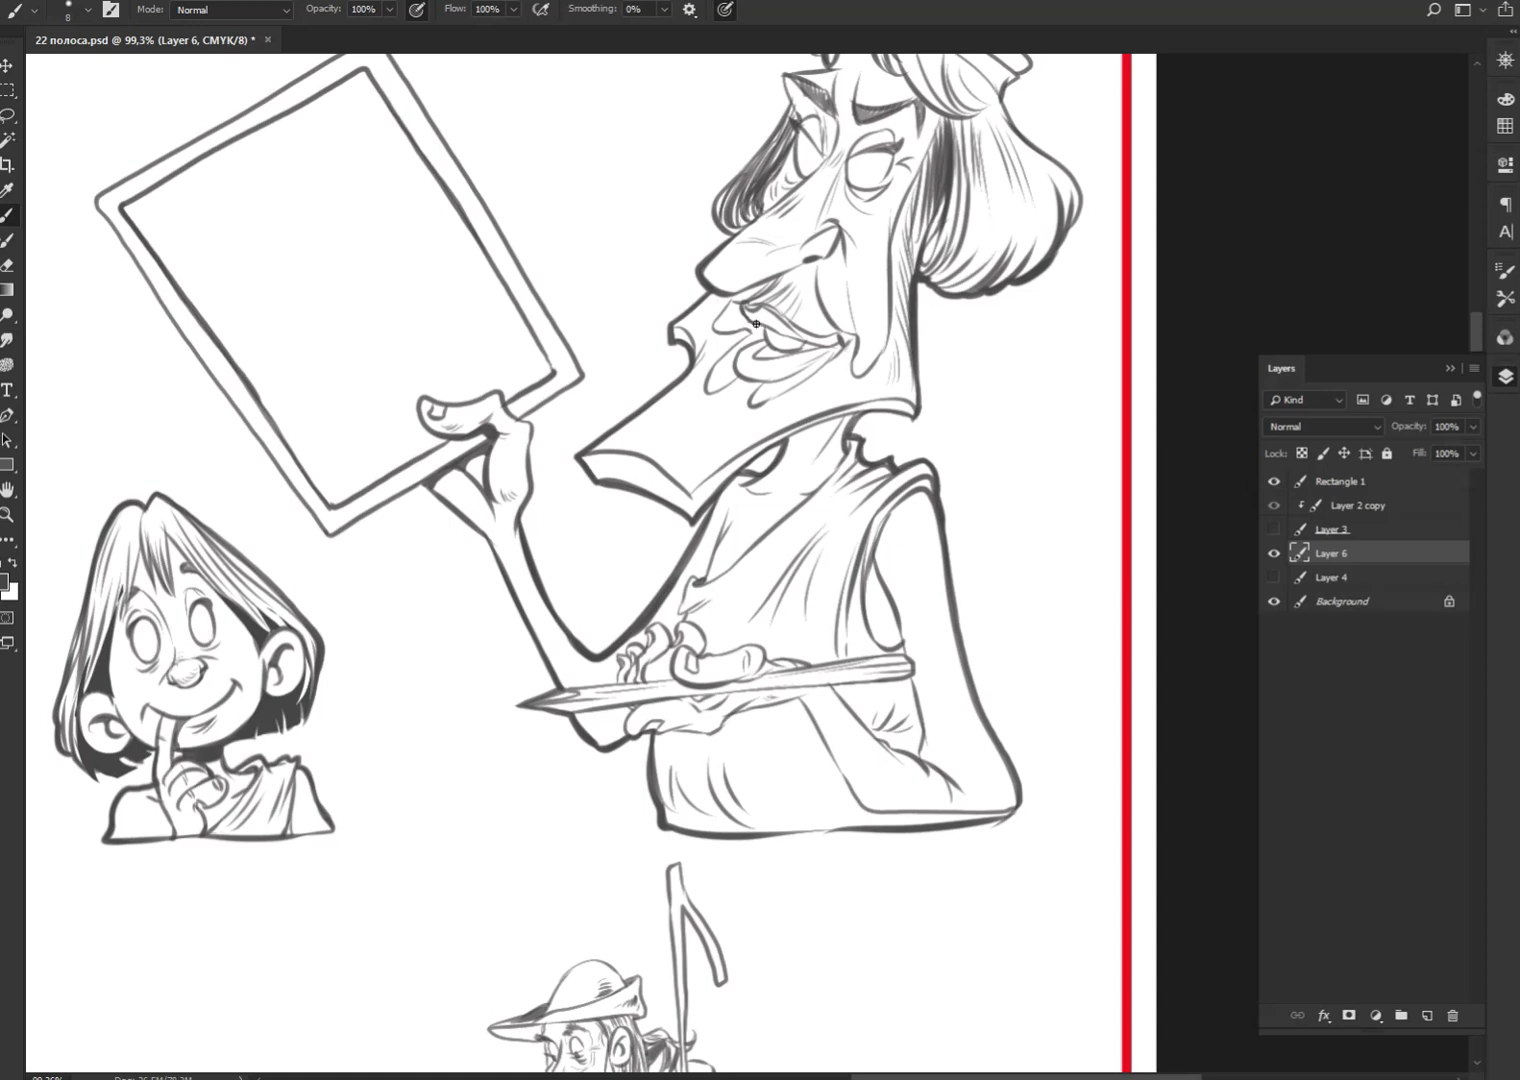 8
Mode:
Normal
Opacity:
100%
Flow:
100%
Smoothing:
0%
22 полоса.psd @ 99,3% (Layer 6, CMYK/8) *
Layers
Kind
Normal
Opacity:
100%
Lock:
Fill:
100%
Rectangle 1
Layer 2 copy
Layer 3
Layer 6
Layer 4
Background